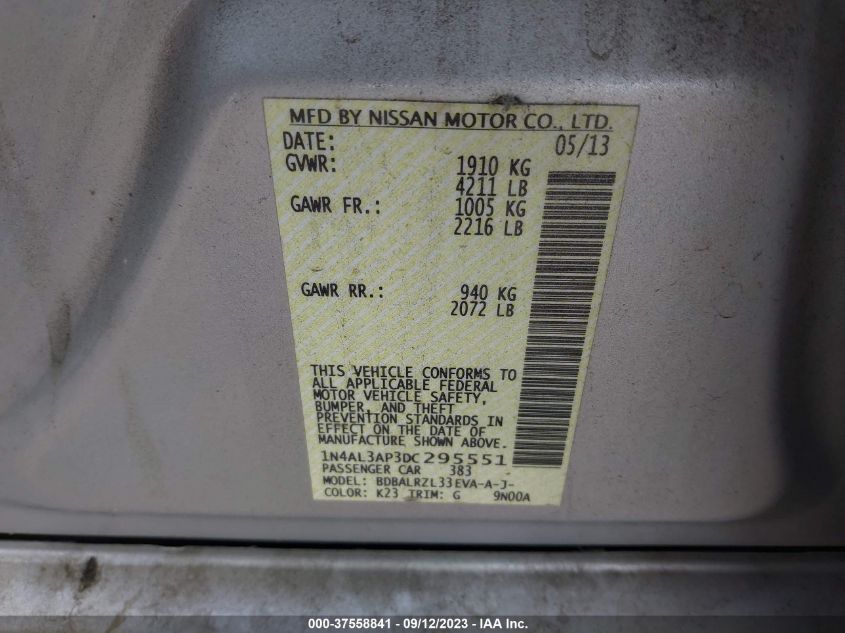 MFD BY NISSAN MOTOR CO., LTD.
DATE: 05/13
GVWR: 1910 KG
4211 LB
GAWR FR.: 1005 KG
2216 LB
GAWR RR.: 940 KG
2072 LB
THIS VEHICLE CONFORMS TO
ALL APPLICABLE FEDERAL
MOTOR VEHICLE SAFETY,
BUMPER, AND THEFT
PREVENTION STANDARDS IN
EFFECT ON THE DATE OF
MANUFACTURE SHOWN ABOVE.
1N4AL3AP3DC295551
PASSENGER CAR 383
MODEL: BDBALRZL33EVA-A-J-
COLOR: K23 TRIM: G 9N00A
000-37558841 - 09/12/2023 - IAA Inc.